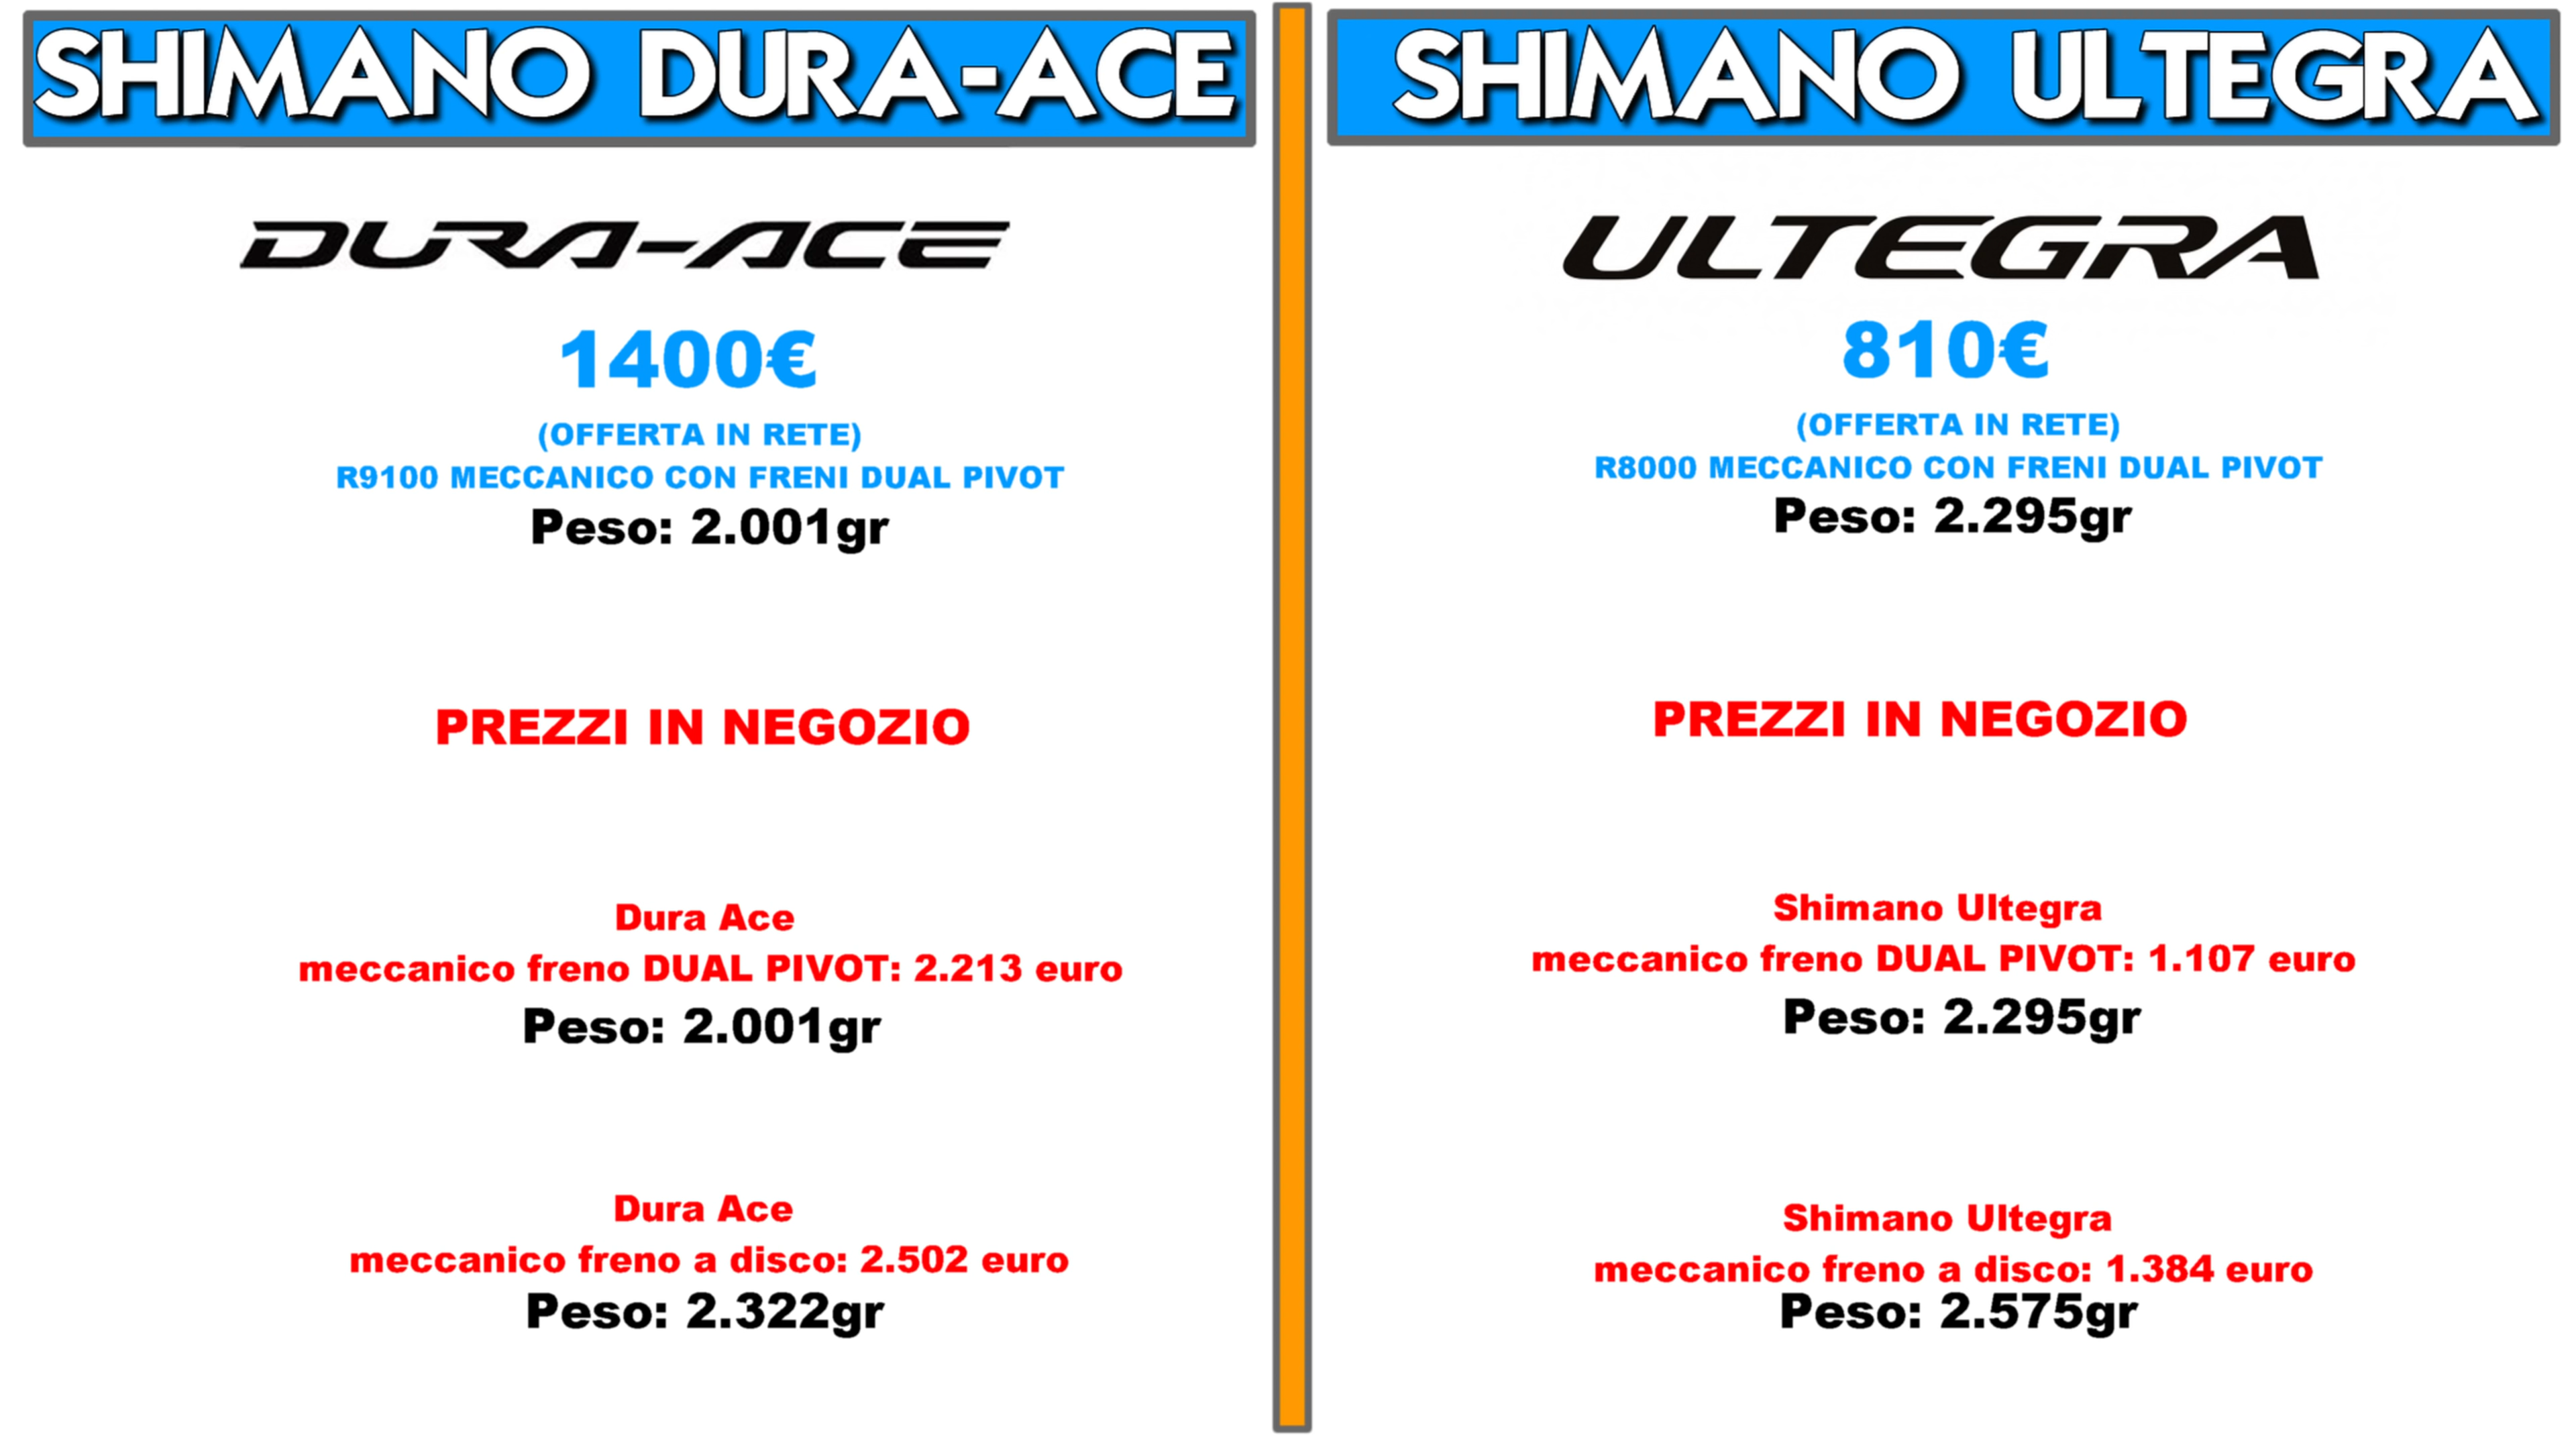 SHIMANO DURA-ACE
DURA-ACE
1400€
(OFFERTA IN RETE)
R9100 MECCANICO CON FRENI DUAL PIVOT
Peso: 2.001gr
PREZZI IN NEGOZIO
Dura Ace
meccanico freno DUAL PIVOT: 2.213 euro
Peso: 2.001gr
Dura Ace
meccanico freno a disco: 2.502 euro
Peso: 2.322gr
SHIMANO ULTEGRA
ULTEGRA
810€
(OFFERTA IN RETE)
R8000 MECCANICO CON FRENI DUAL PIVOT
Peso: 2.295gr
PREZZI IN NEGOZIO
Shimano Ultegra
meccanico freno DUAL PIVOT: 1.107 euro
Peso: 2.295gr
Shimano Ultegra
meccanico freno a disco: 1.384 euro
Peso: 2.575gr